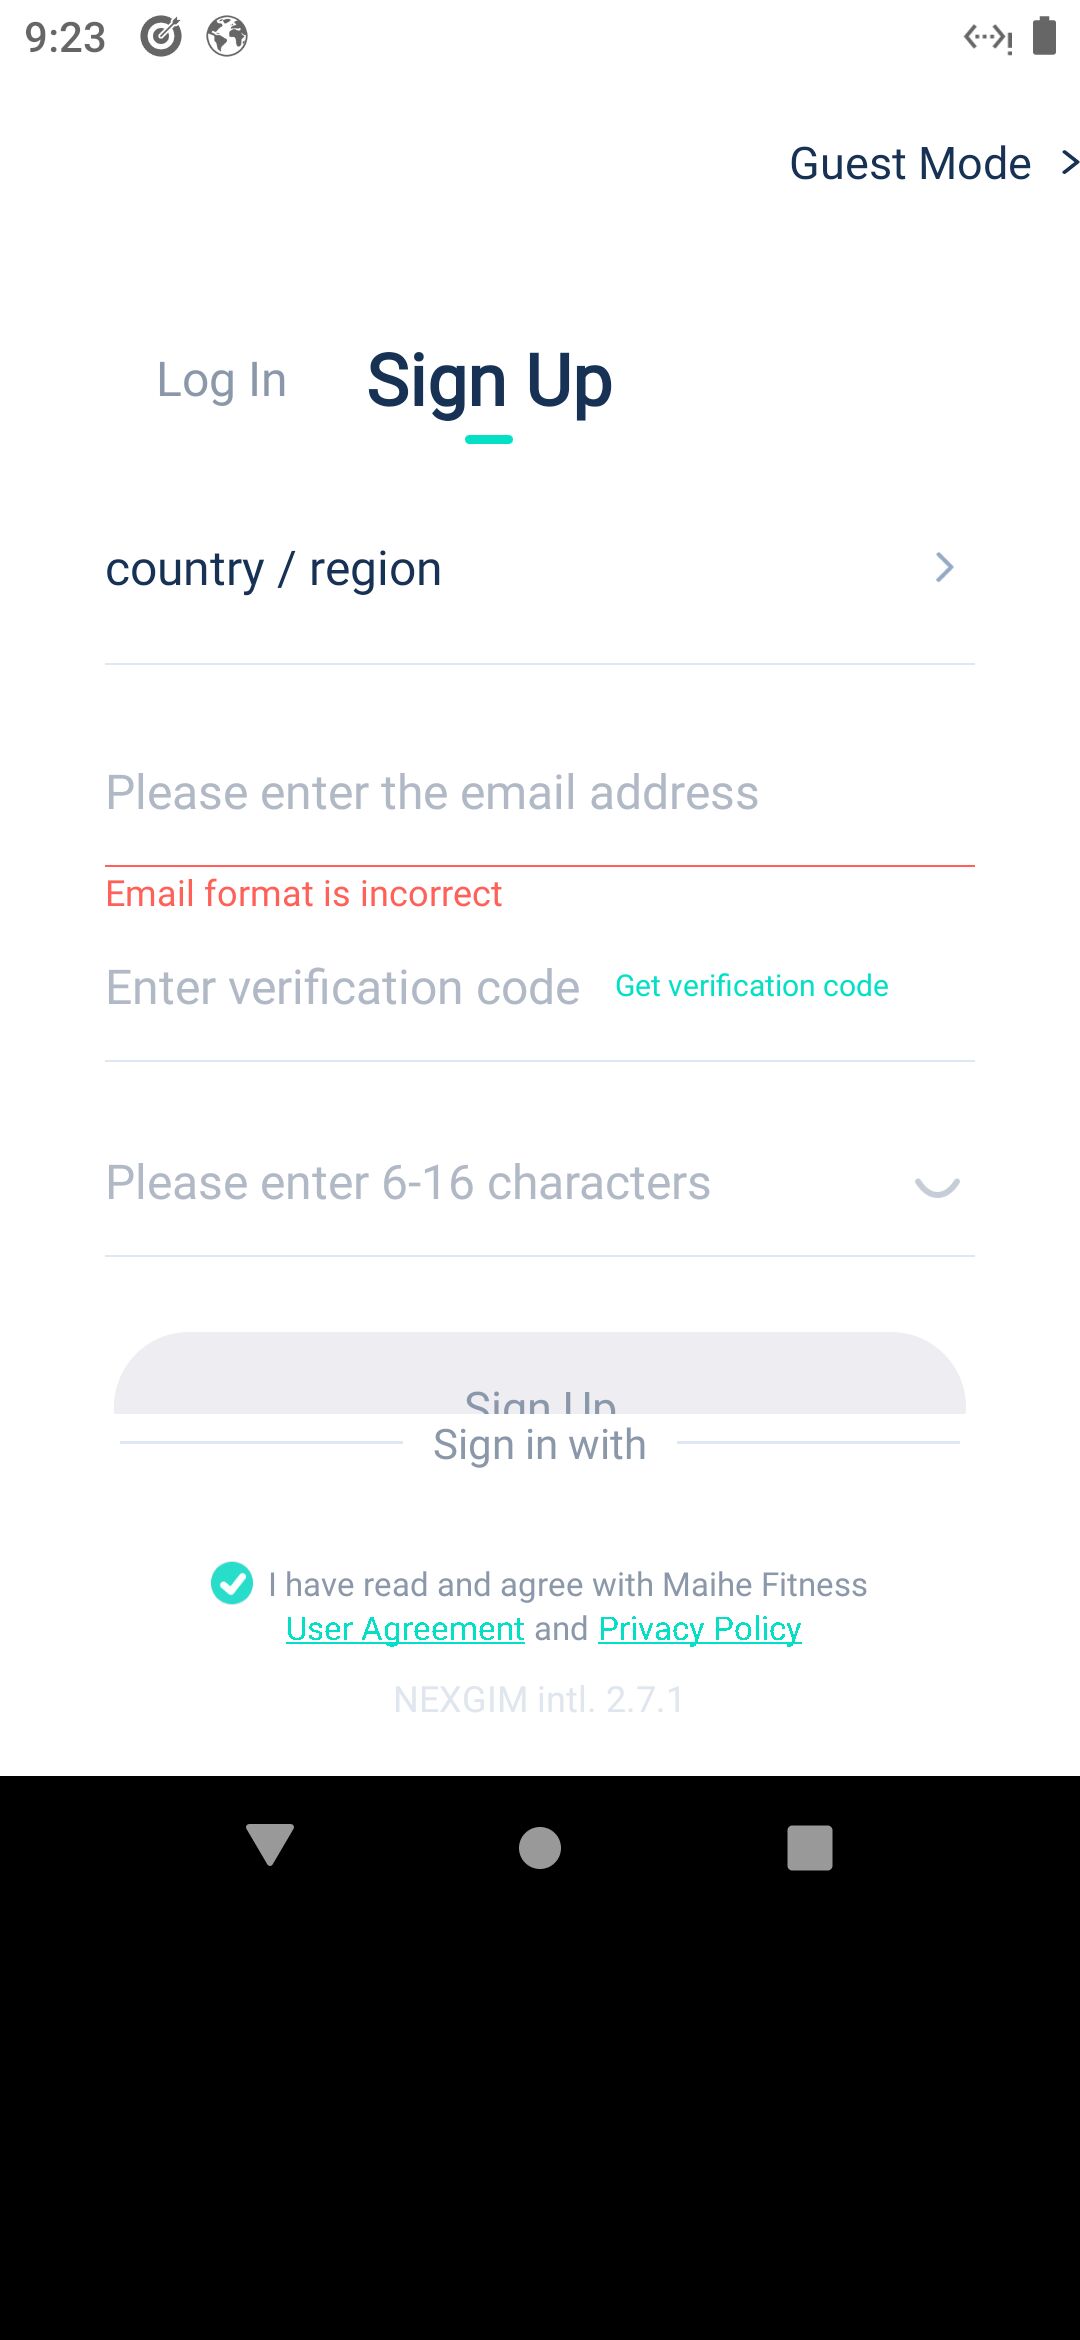 9:23
Guest Mode
Log In
Sign Up
country / region
Please enter the email address
Email format is incorrect
Enter verification code
Get verification code
Please enter 6-16 characters
Sign Up
Sign in with
I have read and agree with Maihe Fitness
User Agreement and Privacy Policy
NEXGIM intl. 2.7.1